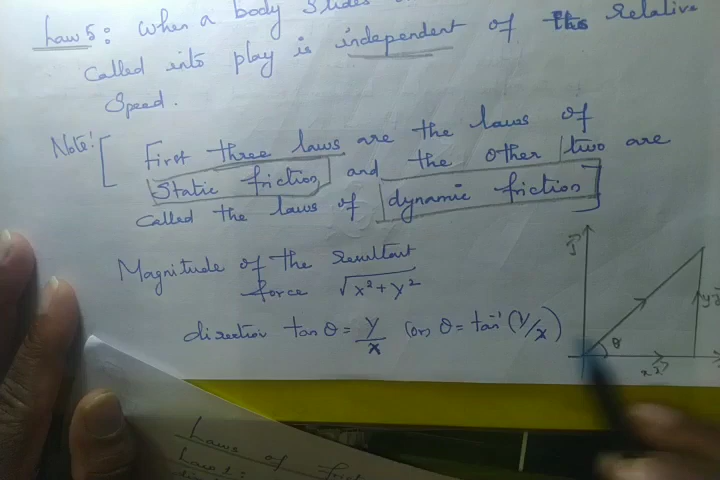 Law 5: When a body slides
called into play is independent of the relative
Speed.
Note: [ First three laws are the laws of
Static friction and the other two are
called the laws of dynamic friction ]
Magnitude of the resultant
force √x²+y²
direction tan θ = y/x (or) θ = tan⁻¹ (y/x)
θ
Laws of
Law 1: